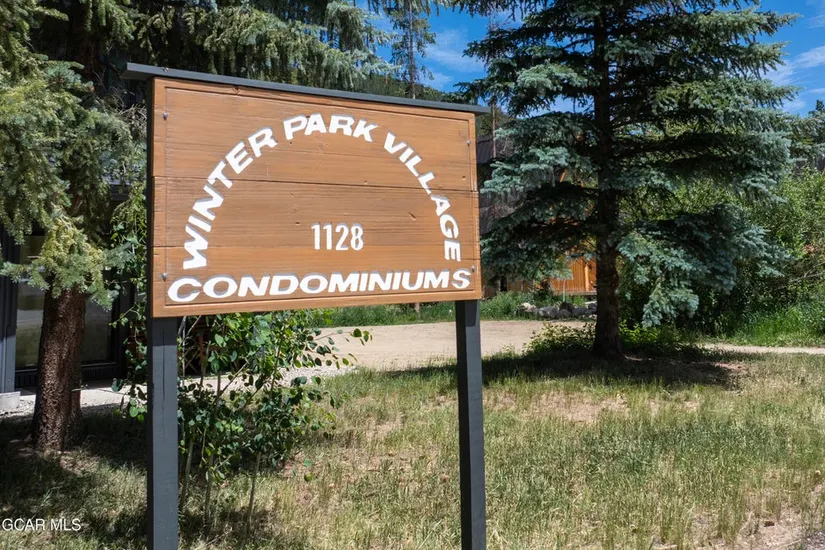 WINTER PARK VILLAGE
1128
CONDOMINIUMS
GCAR MLS